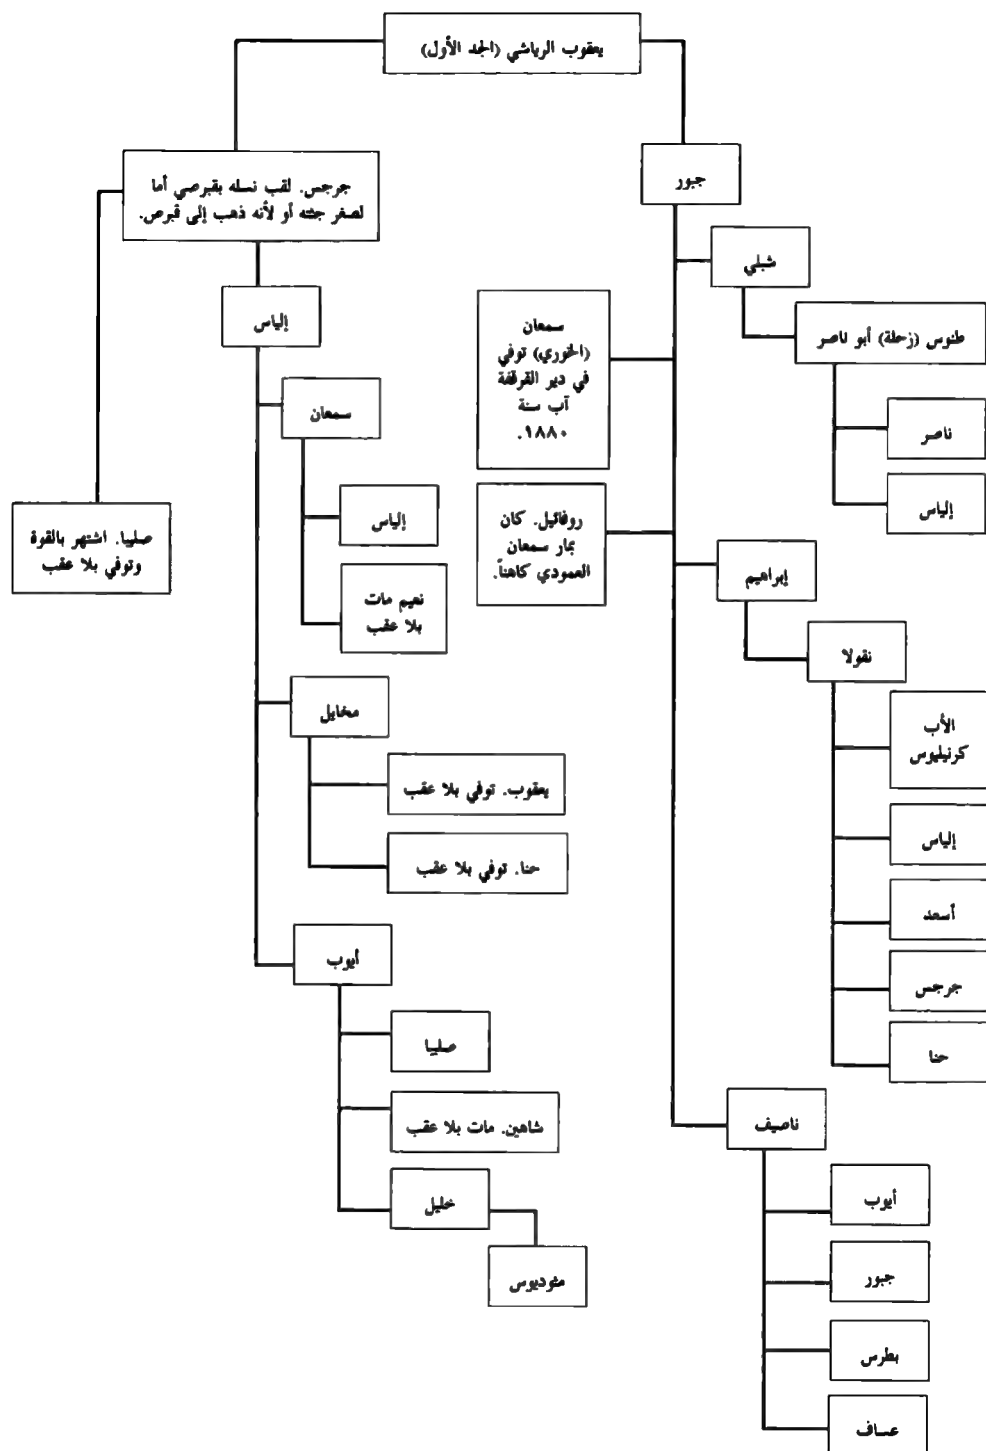 يعقوب الرياشي (الجد الأول)
جبور
شبلي
طنوس (زحلة) أبو ناصر
ناصر
إلياس
سمعان
(الخوري) توفي
في دير القرقفة
آب سنة
١٨٨٠.
روفائيل. كان
بمار سمعان
العمودي كاهناً.
إبراهيم
نقولا
الأب
كرنيليوس
إلياس
أسعد
جرجس
حنا
ناصيف
أيوب
جبور
بطرس
عساف
جرجس. لقب نسله بقبرصي أما
لصغر جثته أو لأنه ذهب إلى قبرص.
إلياس
سمعان
إلياس
نعيم مات
بلا عقب
مخايل
يعقوب. توفي بلا عقب
حنا. توفي بلا عقب
أيوب
صليبا
شاهين. مات بلا عقب
خليل
متوديوس
صليبا. اشتهر بالقوة
وتوفي بلا عقب